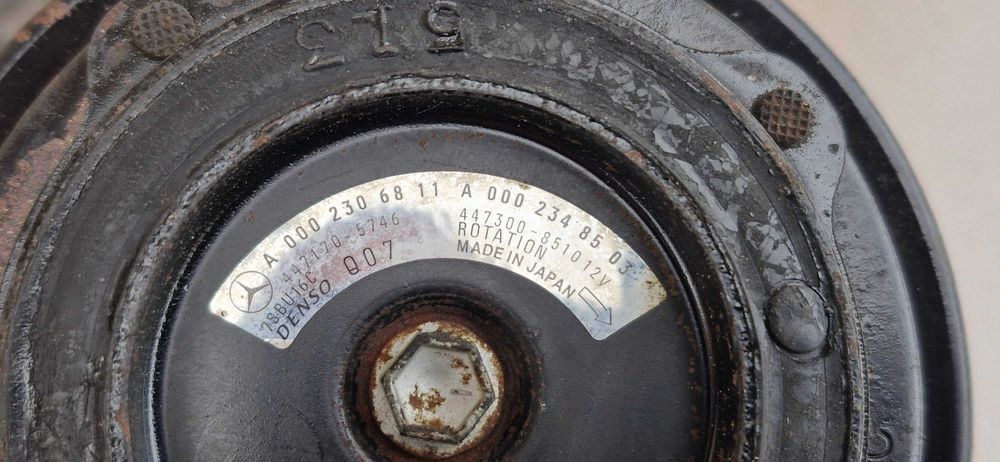 513
A 000 230 68 11 A 000 234 85 03
447170-5746 447300-8510 12V
7SBU16C Q07 ROTATION
DENSO MADE IN JAPAN